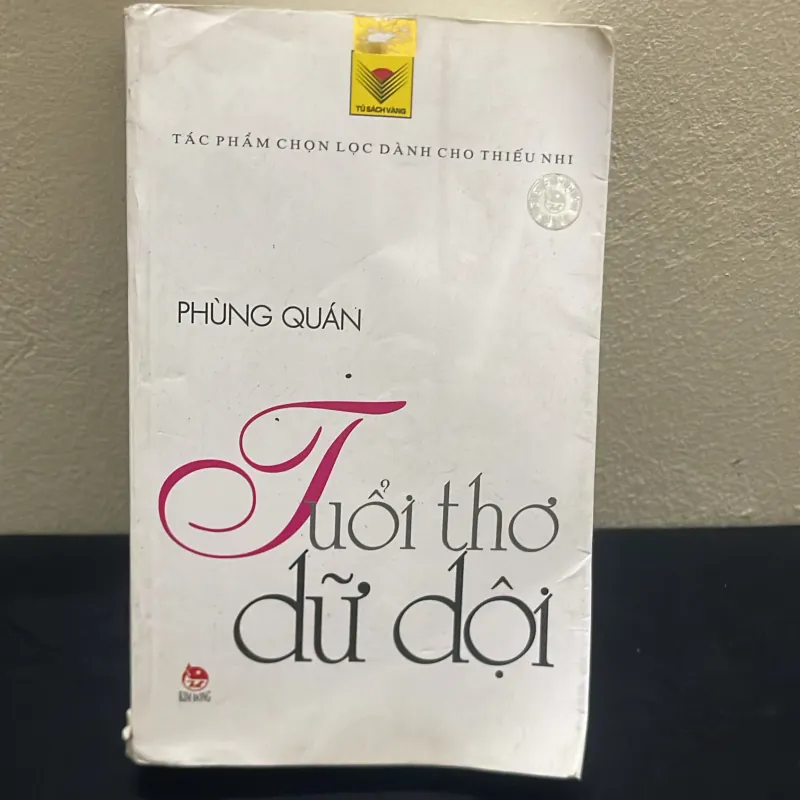 TỦ SÁCH VÀNG
TÁC PHẨM CHỌN LỌC DÀNH CHO THIẾU NHI
PHÙNG QUÁN
Tuổi thơ
dữ dội
KIM ĐỒNG